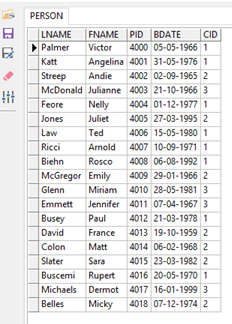 PERSON
LNAME FNAME PID BDATE CID
Palmer Victor 4000 05-05-1966 1
Katt Angelina 4001 31-05-1976 1
Streep Andie 4002 02-09-1965 2
McDonald Julianne 4003 21-10-1966 3
Feore Nelly 4004 01-12-1977 1
Jones Juliet 4005 27-03-1995 2
Law Ted 4006 15-05-1980 1
Ricci Arnold 4007 10-09-1971 1
Biehn Rosco 4008 06-08-1992 1
McGregor Emily 4009 29-01-1966 2
Glenn Miriam 4010 28-05-1981 3
Emmett Jennifer 4011 07-04-1967 3
Busey Paul 4012 21-03-1978 1
David France 4013 19-10-1959 2
Colon Matt 4014 06-02-1968 2
Slater Sara 4015 23-03-1982 2
Buscemi Rupert 4016 20-05-1970 1
Michaels Dermot 4017 16-01-1999 3
Belles Micky 4018 07-12-1974 2